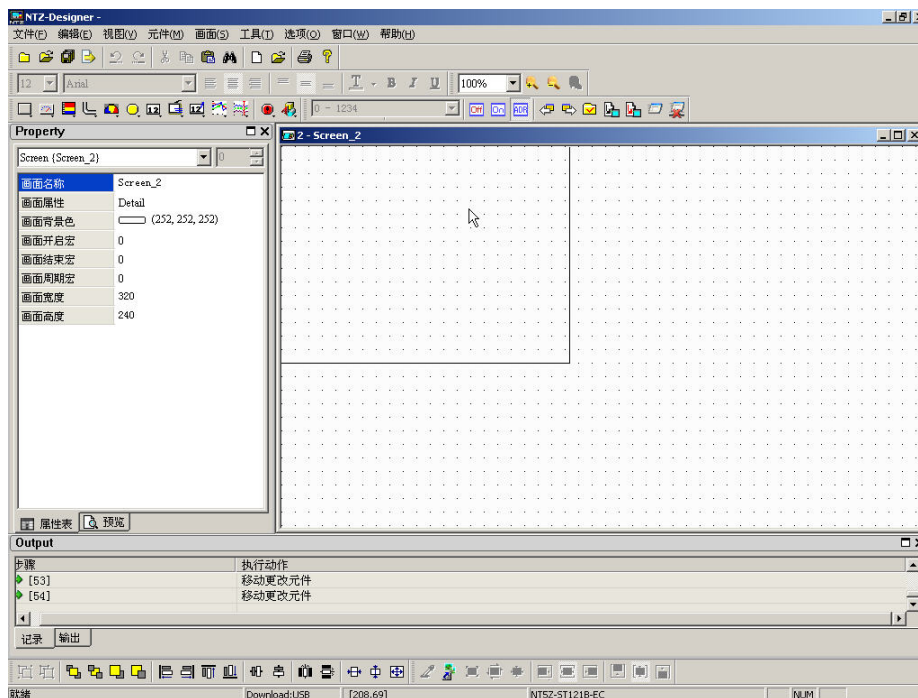 NTZ-Designer -
文件(F) 编辑(E) 视图(V) 元件(M) 画面(S) 工具(T) 选项(O) 窗口(W) 帮助(H)
12 Arial B I U 100%
0 - 1234 Off On ADR
Property
2 - Screen_2
Screen {Screen_2} 0
画面名称 Screen_2
画面属性 Detail
画面背景色 (252, 252, 252)
画面开启宏 0
画面结束宏 0
画面周期宏 0
画面宽度 320
画面高度 240
属性表 预览
Output
步骤 执行动作
[53] 移动更改元件
[54] 移动更改元件
记录 输出
就绪 Download:USB [208,69] NT5Z-ST121B-EC NUM